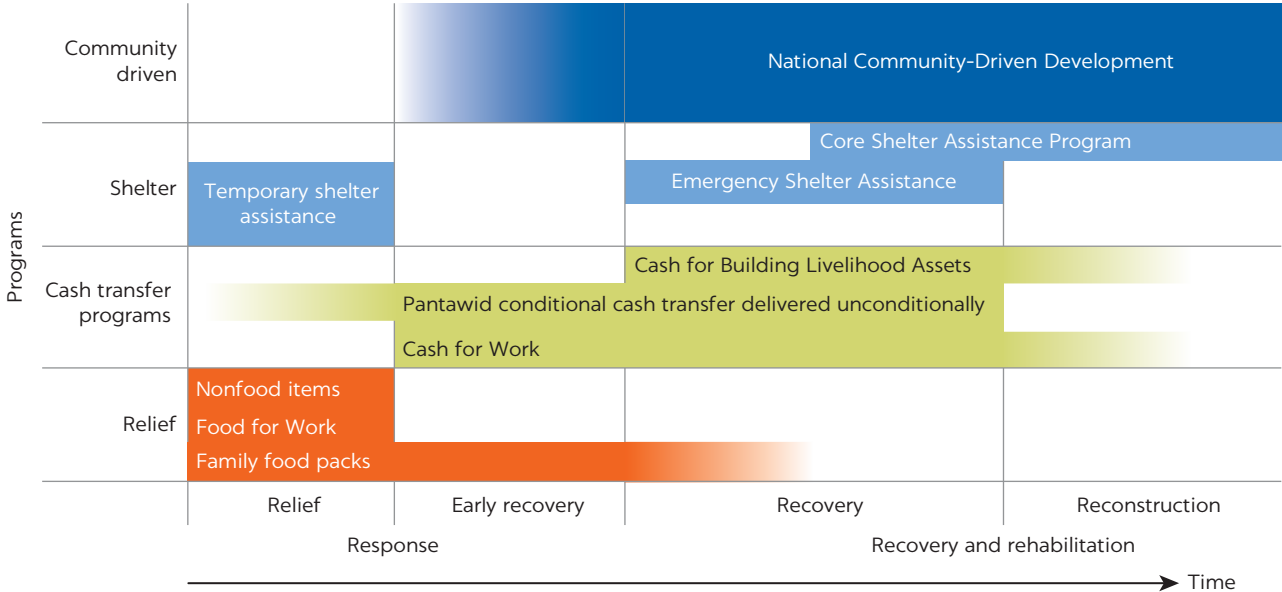 Programs
Community
driven
National Community-Driven Development
Shelter
Core Shelter Assistance Program
Temporary shelter
assistance
Emergency Shelter Assistance
Cash transfer
programs
Cash for Building Livelihood Assets
Pantawid conditional cash transfer delivered unconditionally
Cash for Work
Relief
Nonfood items
Food for Work
Family food packs
Relief
Early recovery
Recovery
Reconstruction
Response
Recovery and rehabilitation
Time